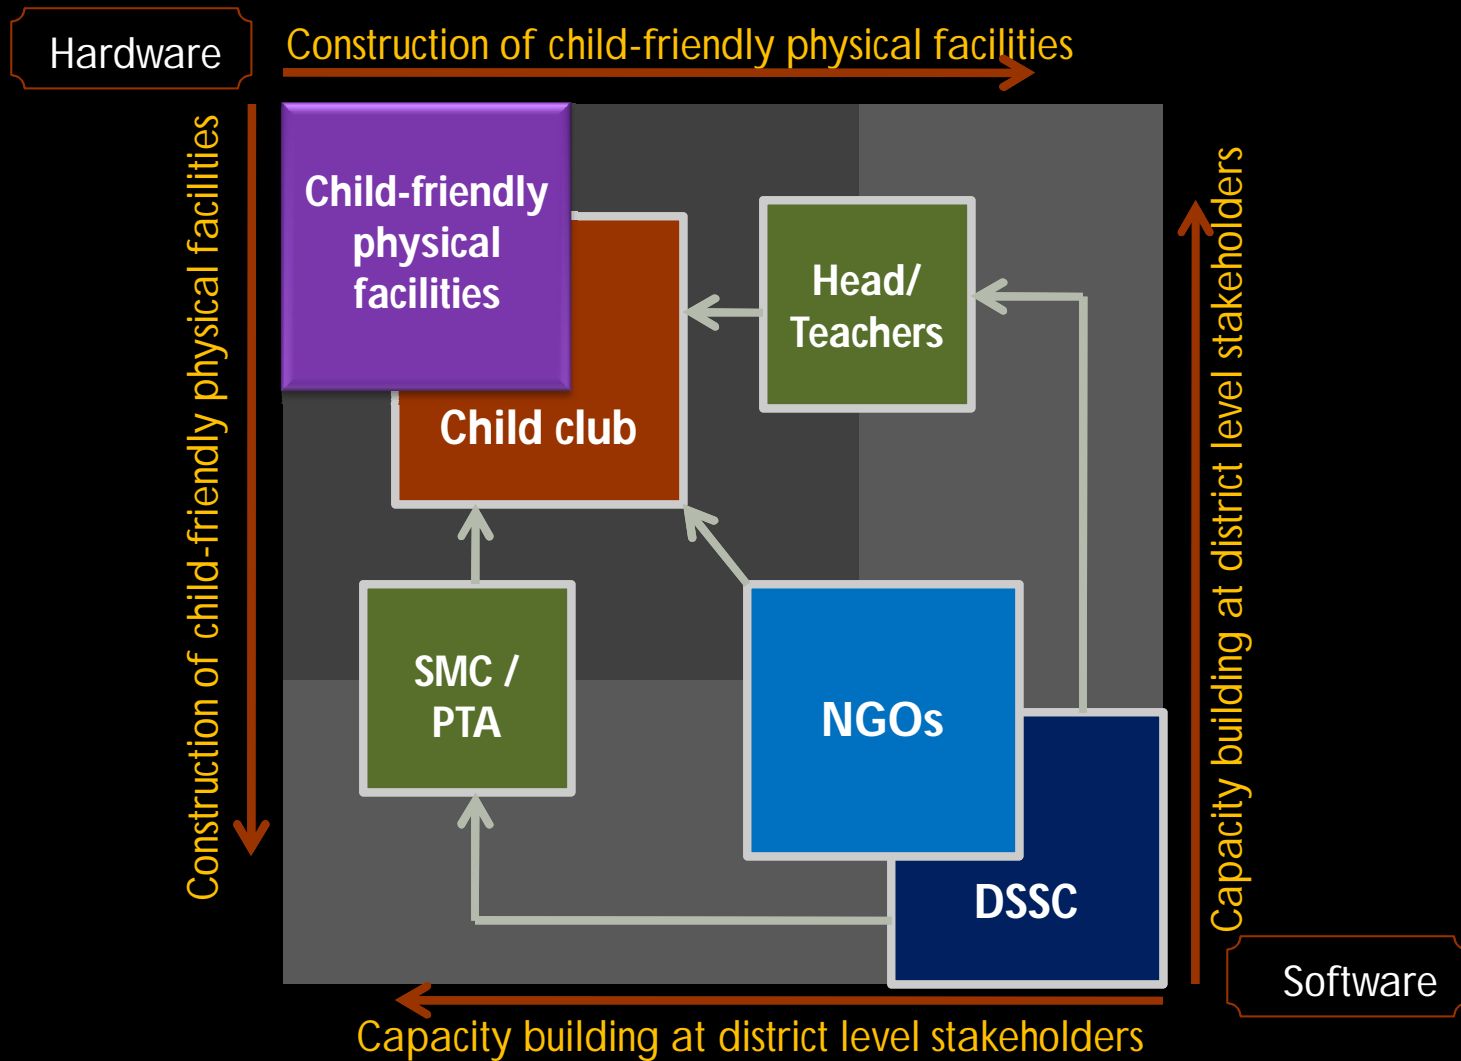 Hardware
Construction of child-friendly physical facilities
Construction of child-friendly physical facilities
Child-friendly
physical
facilities
Child club
Head/
Teachers
Capacity building at district level stakeholders
SMC /
PTA
NGOs
DSSC
Software
Capacity building at district level stakeholders